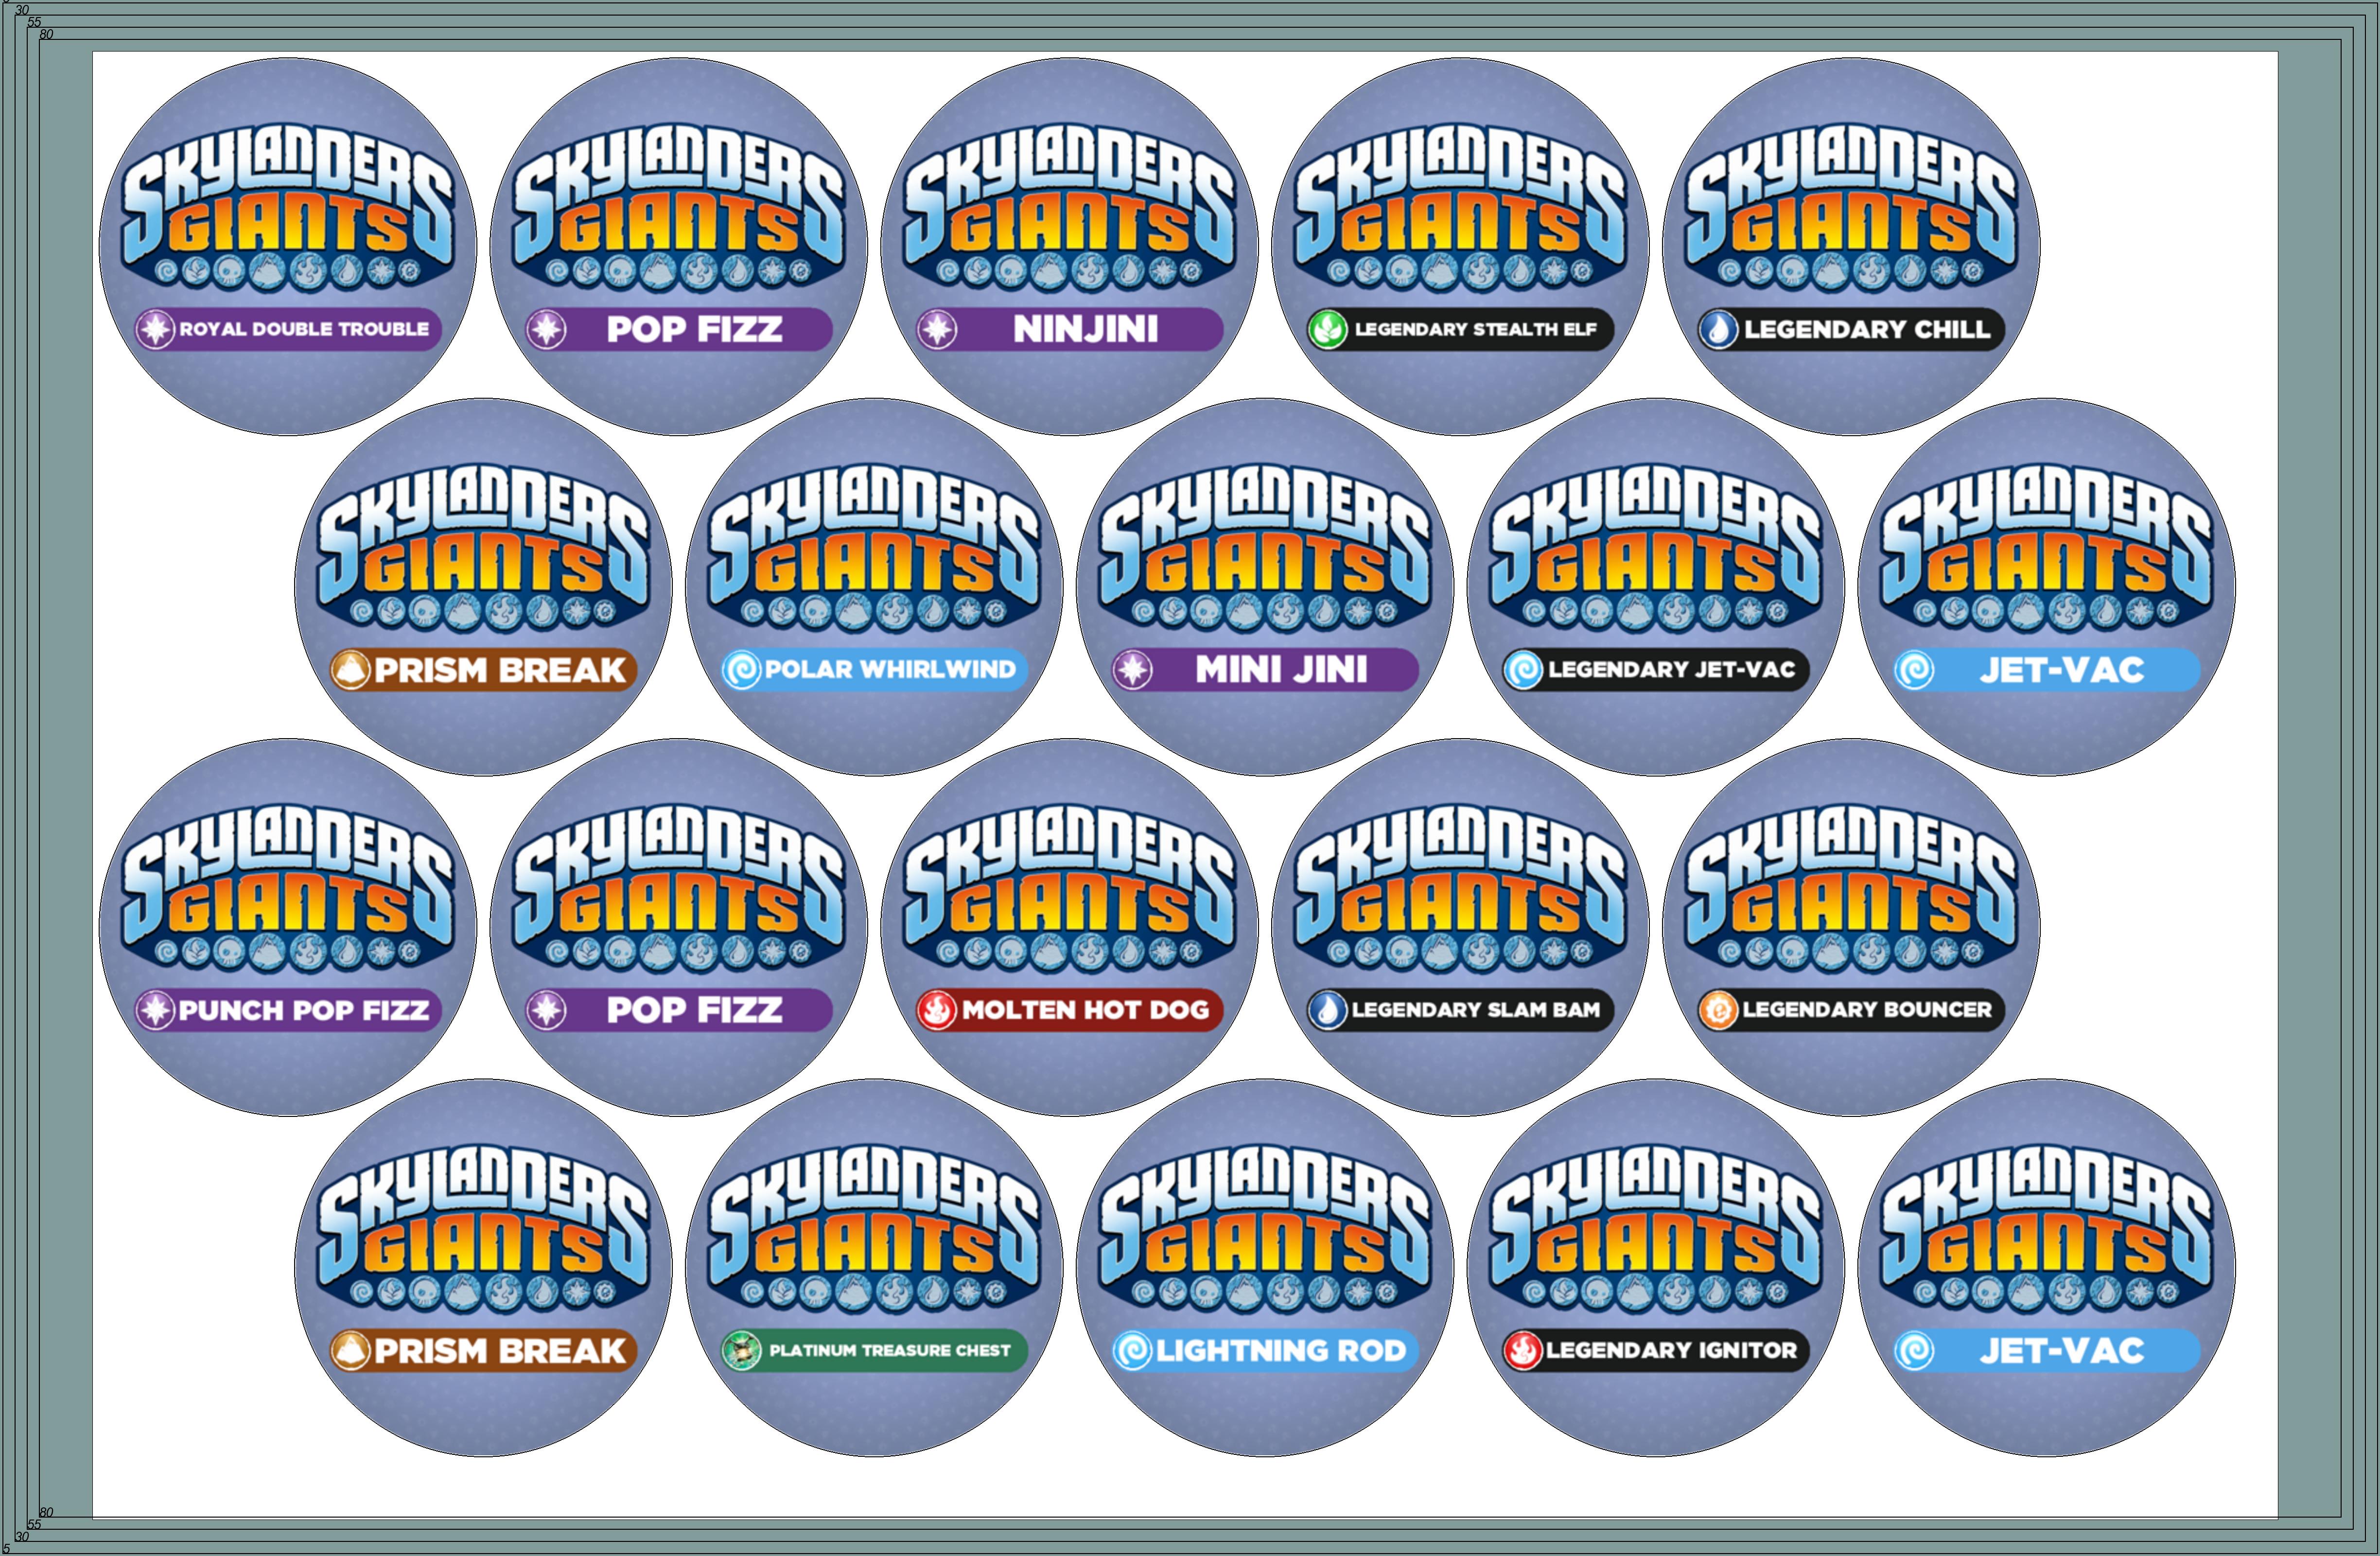 5
30
55
80
SKYLANDERS
GIANTS
ROYAL DOUBLE TROUBLE
SKYLANDERS
GIANTS
POP FIZZ
SKYLANDERS
GIANTS
NINJINI
SKYLANDERS
GIANTS
LEGENDARY STEALTH ELF
SKYLANDERS
GIANTS
LEGENDARY CHILL
SKYLANDERS
GIANTS
PRISM BREAK
SKYLANDERS
GIANTS
POLAR WHIRLWIND
SKYLANDERS
GIANTS
MINI JINI
SKYLANDERS
GIANTS
LEGENDARY JET-VAC
SKYLANDERS
GIANTS
JET-VAC
SKYLANDERS
GIANTS
PUNCH POP FIZZ
SKYLANDERS
GIANTS
POP FIZZ
SKYLANDERS
GIANTS
MOLTEN HOT DOG
SKYLANDERS
GIANTS
LEGENDARY SLAM BAM
SKYLANDERS
GIANTS
LEGENDARY BOUNCER
SKYLANDERS
GIANTS
PRISM BREAK
SKYLANDERS
GIANTS
PLATINUM TREASURE CHEST
SKYLANDERS
GIANTS
LIGHTNING ROD
SKYLANDERS
GIANTS
LEGENDARY IGNITOR
SKYLANDERS
GIANTS
JET-VAC
80
55
30
5